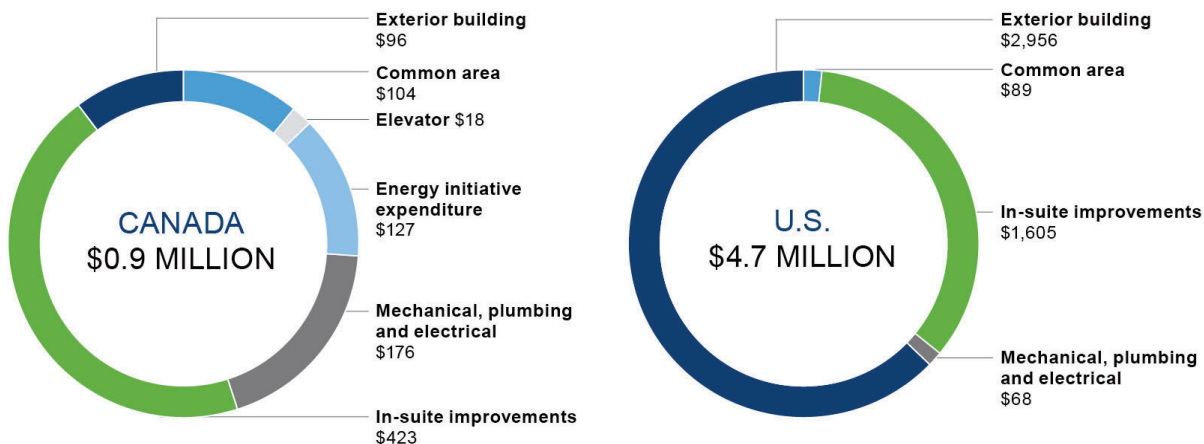 Exterior building
$96
Common area
$104
Elevator $18
Energy initiative
expenditure
$127
CANADA
$0.9 MILLION
Mechanical, plumbing
and electrical
$176
In-suite improvements
$423
Exterior building
$2,956
Common area
$89
In-suite improvements
$1,605
U.S.
$4.7 MILLION
Mechanical, plumbing
and electrical
$68